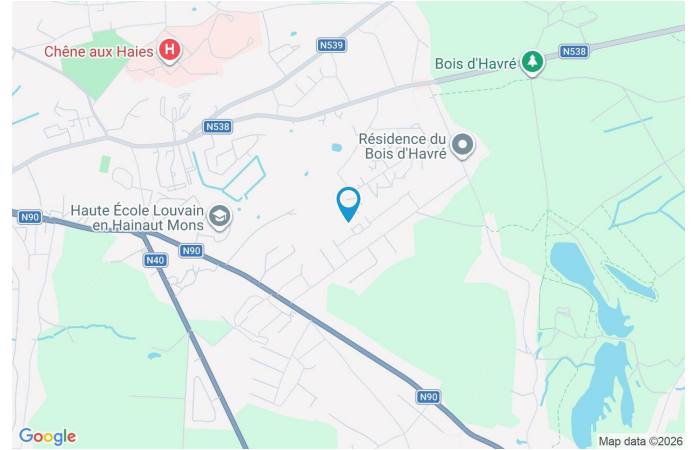 N539
Chêne aux Haies
H
Bois d'Havré
N538
N538
Résidence du
Bois d'Havré
N90
Haute École Louvain
en Hainaut Mons
N90
N40
N90
Google
Map data ©2026